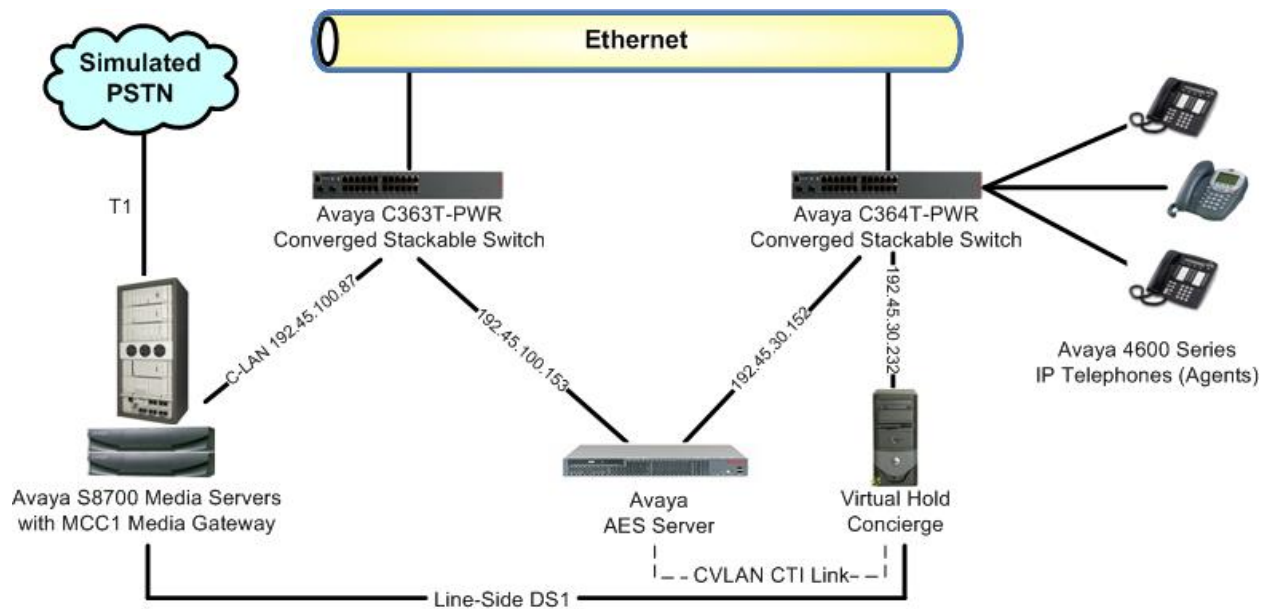 Ethernet
Simulated
PSTN
T1
Avaya C363T-PWR
Converged Stackable Switch
Avaya C364T-PWR
Converged Stackable Switch
C-LAN 192.45.100.87
192.45.100.153
192.45.30.152
192.45.30.232
Avaya 4600 Series
IP Telephones (Agents)
Avaya S8700 Media Servers
with MCC1 Media Gateway
Avaya
AES Server
Virtual Hold
Concierge
CVLAN CTI Link
Line-Side DS1